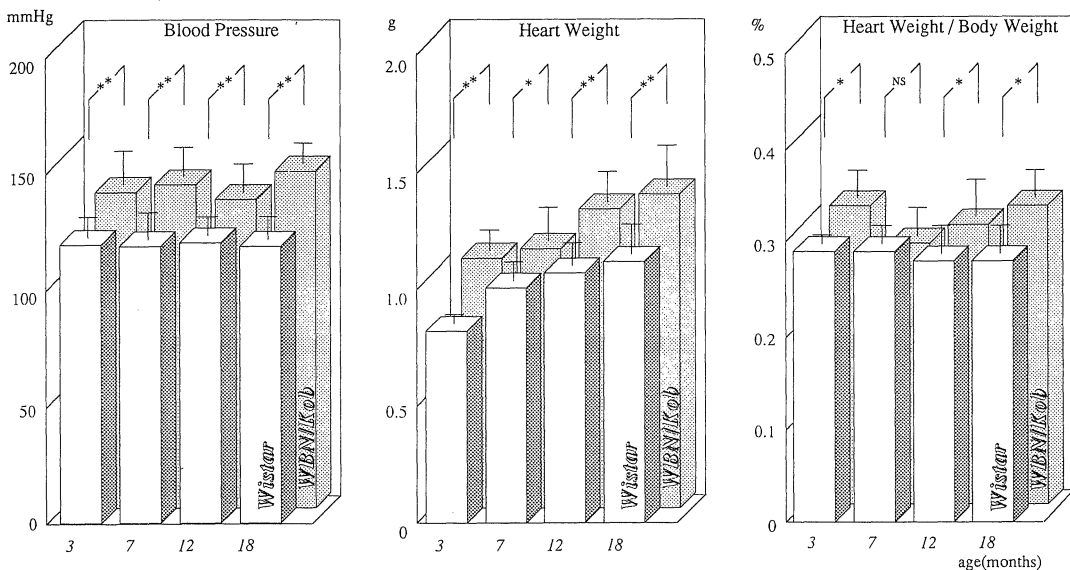 mmHg
Blood Pressure
200
150
100
50
0
** ** ** **
Wistar
WBN/Kob
3 7 12 18
g
Heart Weight
2.0
1.5
1.0
0.5
0
** * ** **
Wistar
WBN/Kob
3 7 12 18
%
Heart Weight / Body Weight
0.5
0.4
0.3
0.2
0.1
0
* NS * *
Wistar
WBN/Kob
3 7 12 18
age(months)